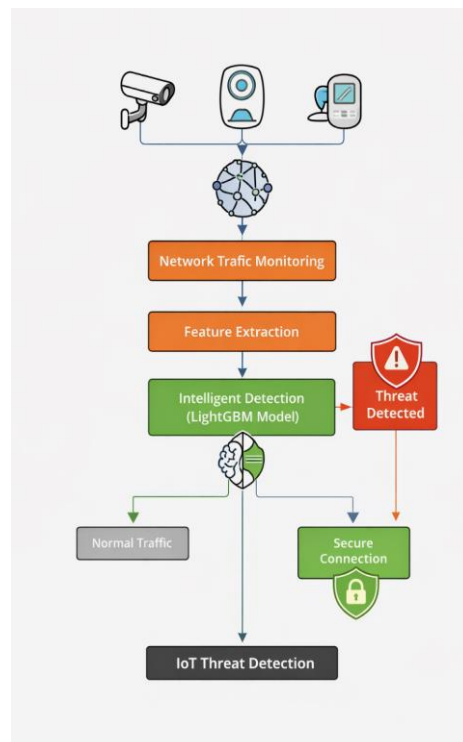 Network Trafic Monitoring
Feature Extraction
Intelligent Detection
(LightGBM Model)
Threat
Detected
Normal Traffic
Secure
Connection
IoT Threat Detection